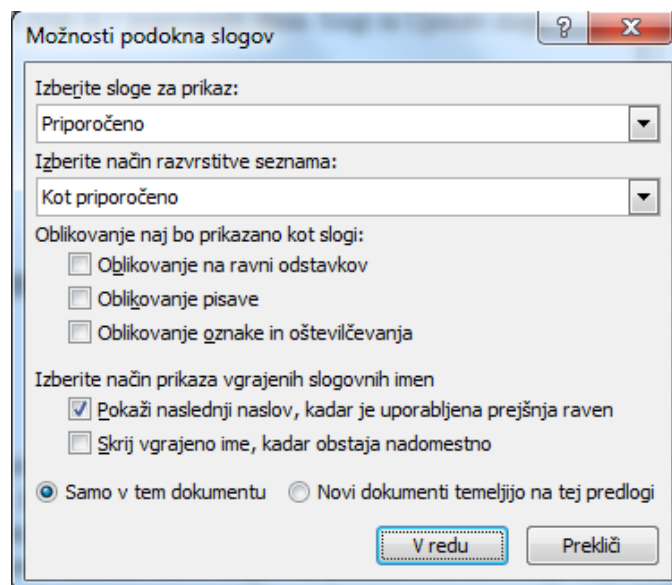 Možnosti podokna slogov
Izberite sloge za prikaz:
Priporočeno
Izberite način razvrstitve seznama:
Kot priporočeno
Oblikovanje naj bo prikazano kot slogi:
Oblikovanje na ravni odstavkov
Oblikovanje pisave
Oblikovanje oznake in oštevilčevanja
Izberite način prikaza vgrajenih slogovnih imen
Pokaži naslednji naslov, kadar je uporabljena prejšnja raven
Skrij vgrajeno ime, kadar obstaja nadomestno
Samo v tem dokumentu Novi dokumenti temeljijo na tej predlogi
V redu Prekliči